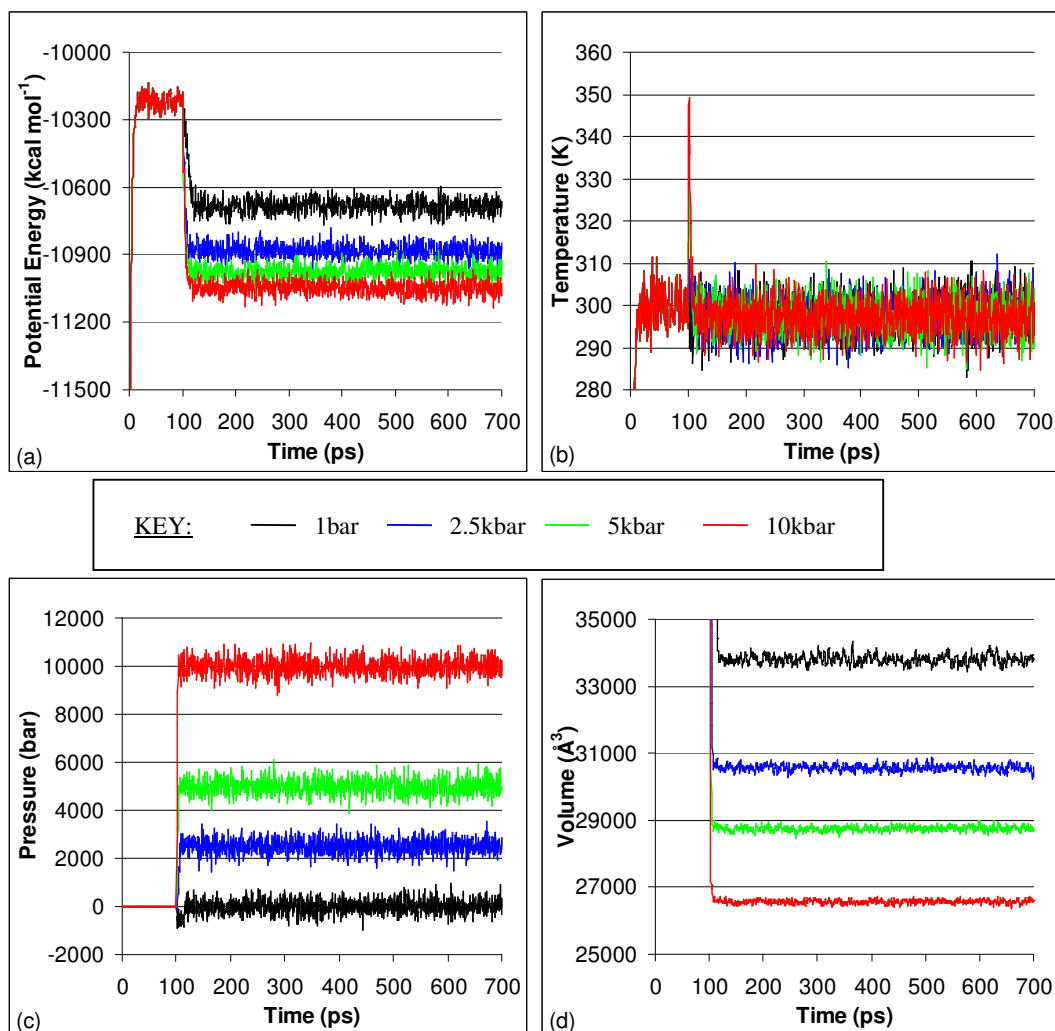 -10000
-10300
-10600
-10900
-11200
-11500
Potential Energy (kcal mol-1)
0 100 200 300 400 500 600 700
Time (ps)
(a)
360
350
340
330
320
310
300
290
280
Temperature (K)
0 100 200 300 400 500 600 700
Time (ps)
(b)
KEY: 1bar 2.5kbar 5kbar 10kbar
12000
10000
8000
6000
4000
2000
0
-2000
Pressure (bar)
0 100 200 300 400 500 600 700
Time (ps)
(c)
35000
33000
31000
29000
27000
25000
Volume (Å3)
0 100 200 300 400 500 600 700
Time (ps)
(d)